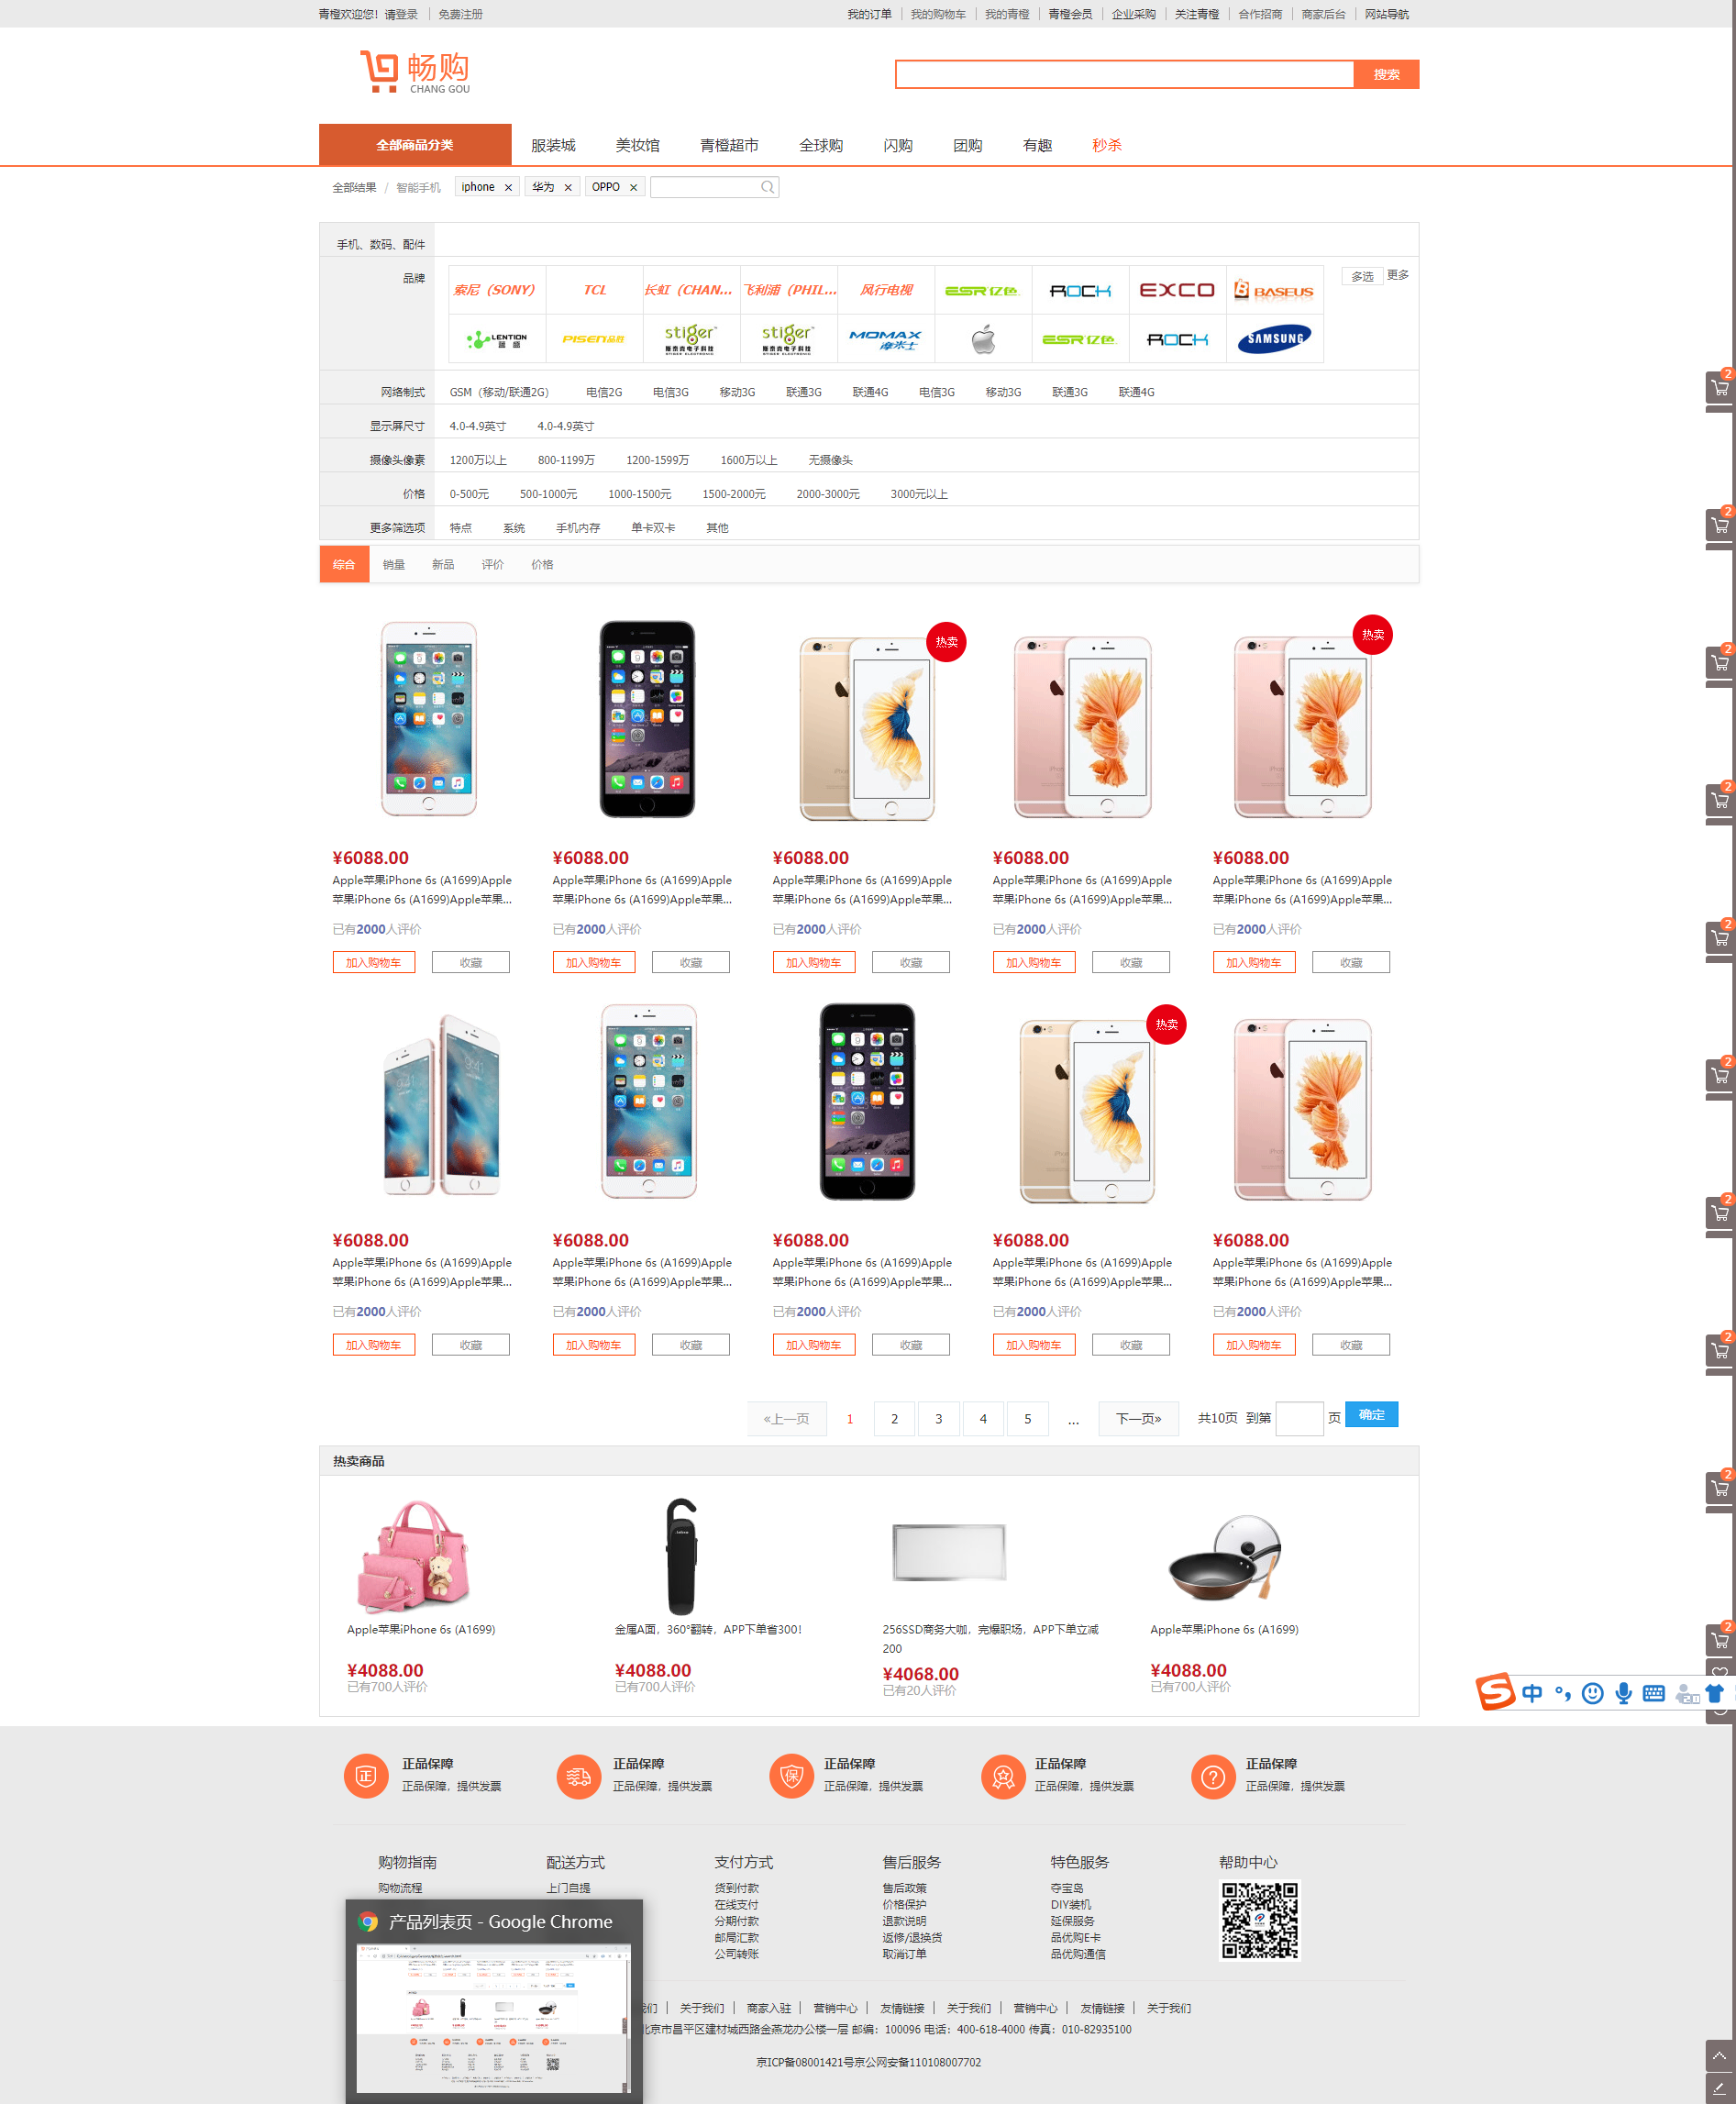 青橙欢迎您！请登录 免费注册 我的订单 我的购物车 我的青橙 青橙会员 企业采购 关注青橙 合作招商 商家后台 网站导航
畅购
CHANG GOU
搜索
全部商品分类 服装城 美妆馆 青橙超市 全球购 闪购 团购 有趣 秒杀
全部结果 / 智能手机 iphone × 华为 × OPPO ×
手机、数码、配件
品牌 索尼（SONY） TCL 长虹（CHAN... 飞利浦（PHIL... 风行电视 ESR亿色 ROCK EXCO BASEUS 多选 更多
LENTION PISEN品胜 stiger 斯泰克电子科技 stiger 斯泰克电子科技 MOMAX 摩米士 ESR亿色 ROCK SAMSUNG
网络制式 GSM（移动/联通2G） 电信2G 电信3G 移动3G 联通3G 联通4G 电信3G 移动3G 联通3G 联通4G
显示屏尺寸 4.0-4.9英寸 4.0-4.9英寸
摄像头像素 1200万以上 800-1199万 1200-1599万 1600万以上 无摄像头
价格 0-500元 500-1000元 1000-1500元 1500-2000元 2000-3000元 3000元以上
更多筛选项 特点 系统 手机内存 单卡双卡 其他
综合 销量 新品 评价 价格
热卖 热卖
¥6088.00 ¥6088.00 ¥6088.00 ¥6088.00 ¥6088.00
Apple苹果iPhone 6s (A1699)Apple Apple苹果iPhone 6s (A1699)Apple Apple苹果iPhone 6s (A1699)Apple Apple苹果iPhone 6s (A1699)Apple Apple苹果iPhone 6s (A1699)Apple
苹果iPhone 6s (A1699)Apple苹果... 苹果iPhone 6s (A1699)Apple苹果... 苹果iPhone 6s (A1699)Apple苹果... 苹果iPhone 6s (A1699)Apple苹果... 苹果iPhone 6s (A1699)Apple苹果...
已有2000人评价 已有2000人评价 已有2000人评价 已有2000人评价 已有2000人评价
加入购物车 收藏 加入购物车 收藏 加入购物车 收藏 加入购物车 收藏 加入购物车 收藏
热卖
¥6088.00 ¥6088.00 ¥6088.00 ¥6088.00 ¥6088.00
Apple苹果iPhone 6s (A1699)Apple Apple苹果iPhone 6s (A1699)Apple Apple苹果iPhone 6s (A1699)Apple Apple苹果iPhone 6s (A1699)Apple Apple苹果iPhone 6s (A1699)Apple
苹果iPhone 6s (A1699)Apple苹果... 苹果iPhone 6s (A1699)Apple苹果... 苹果iPhone 6s (A1699)Apple苹果... 苹果iPhone 6s (A1699)Apple苹果... 苹果iPhone 6s (A1699)Apple苹果...
已有2000人评价 已有2000人评价 已有2000人评价 已有2000人评价 已有2000人评价
加入购物车 收藏 加入购物车 收藏 加入购物车 收藏 加入购物车 收藏 加入购物车 收藏
«上一页 1 2 3 4 5 ... 下一页» 共10页 到第 页 确定
热卖商品
Apple苹果iPhone 6s (A1699) 金属A面，360°翻转，APP下单省300！ 256SSD商务大咖，完爆职场，APP下单立减 Apple苹果iPhone 6s (A1699)
200
¥4088.00 ¥4088.00 ¥4068.00 ¥4088.00
已有700人评价 已有700人评价 已有20人评价 已有700人评价
中
正品保障 正品保障 正品保障 正品保障 正品保障
正品保障，提供发票 正品保障，提供发票 正品保障，提供发票 正品保障，提供发票 正品保障，提供发票
购物指南 配送方式 支付方式 售后服务 特色服务 帮助中心
购物流程 上门自提 货到付款 售后政策 夺宝岛
在线支付 价格保护 DIY装机
分期付款 退款说明 延保服务
邮局汇款 返修/退换货 品优购E卡
公司转账 取消订单 品优购通信
产品列表页 - Google Chrome
我们 关于我们 商家入驻 营销中心 友情链接 关于我们 营销中心 友情链接 关于我们
北京市昌平区建材城西路金燕龙办公楼一层 邮编：100096 电话：400-618-4000 传真：010-82935100
京ICP备08001421号京公网安备110108007702